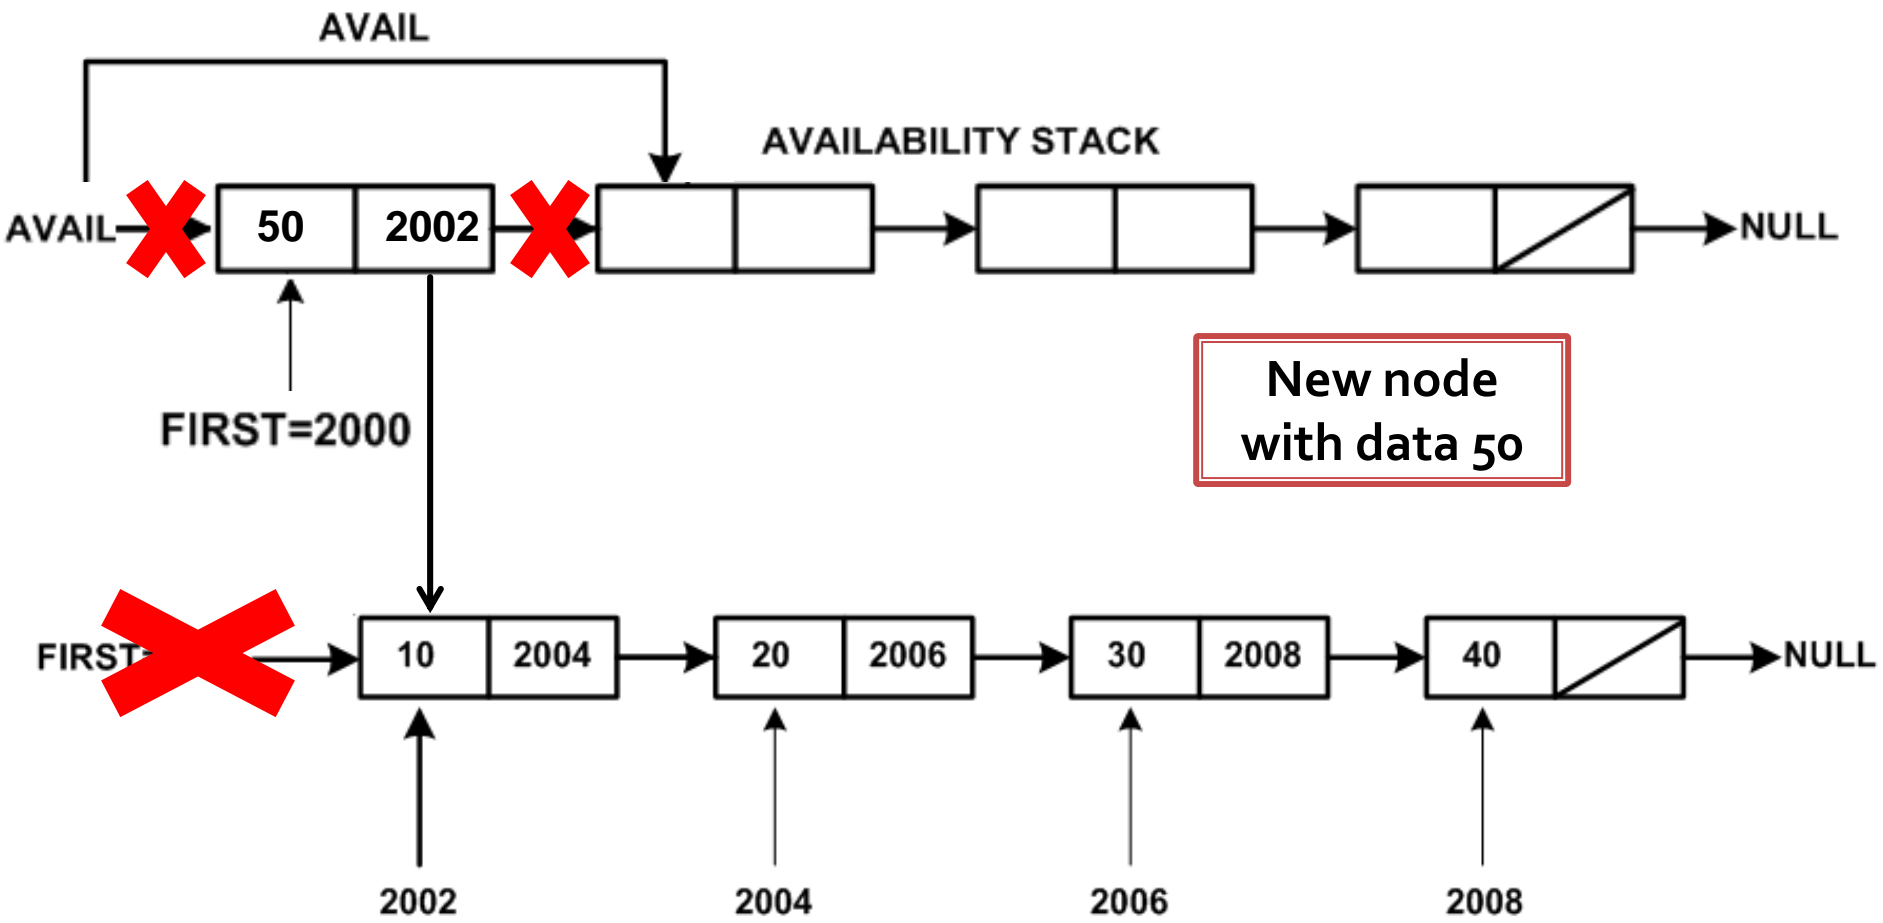 AVAIL
AVAILABILITY STACK
AVAIL 50 2002 NULL
FIRST=2000
New node
with data 50
FIRST= 10 2004 20 2006 30 2008 40 NULL
2002 2004 2006 2008